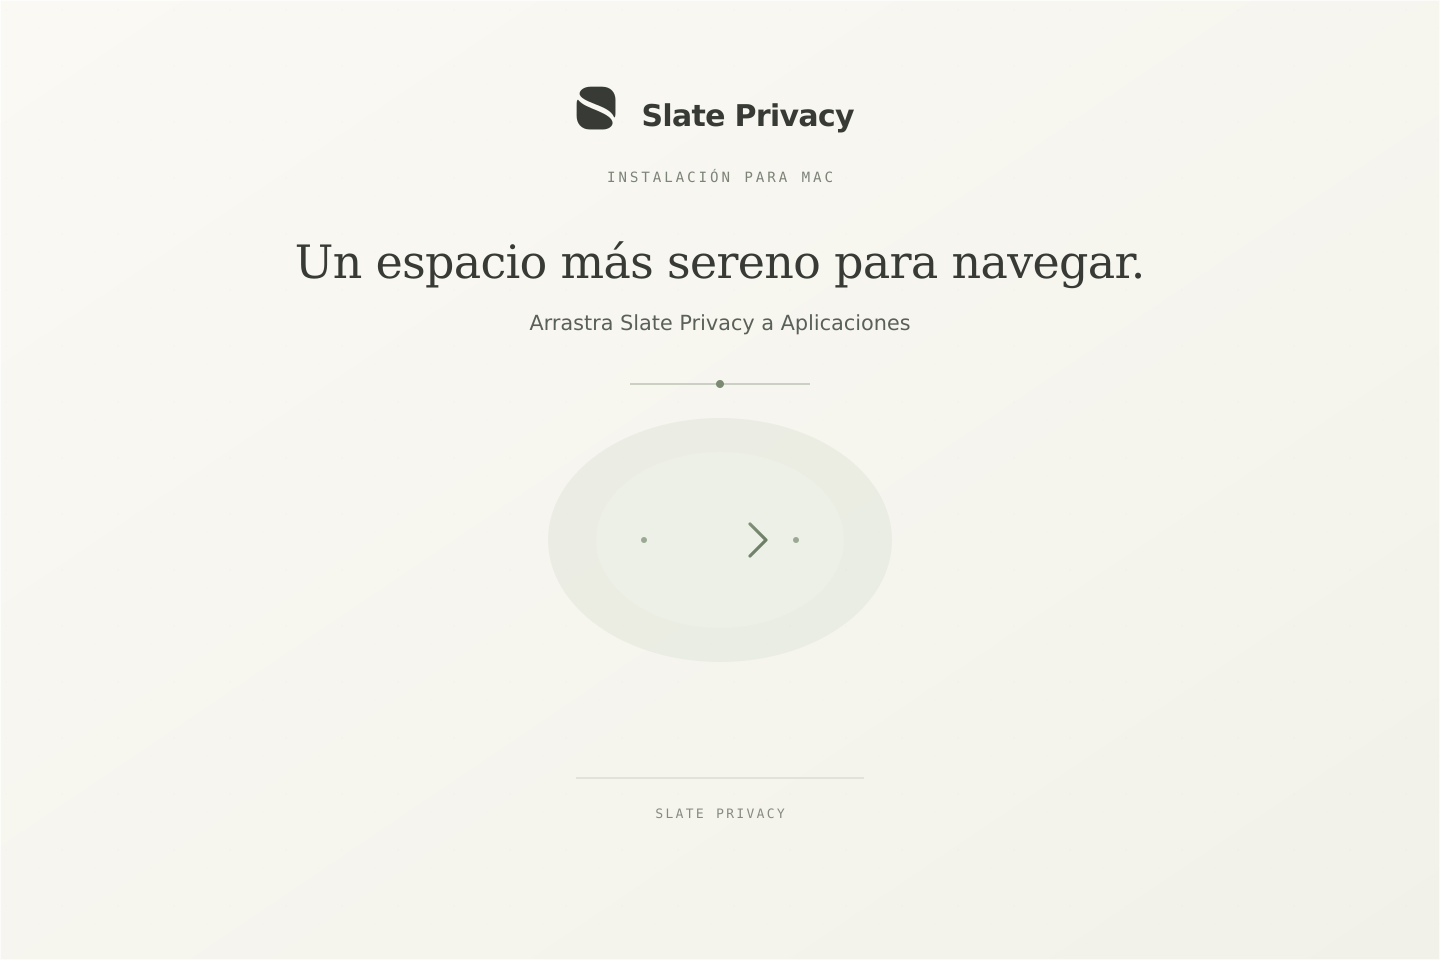 Slate Privacy
INSTALACIÓN PARA MAC
Un espacio más sereno para navegar.
Arrastra Slate Privacy a Aplicaciones
SLATE PRIVACY